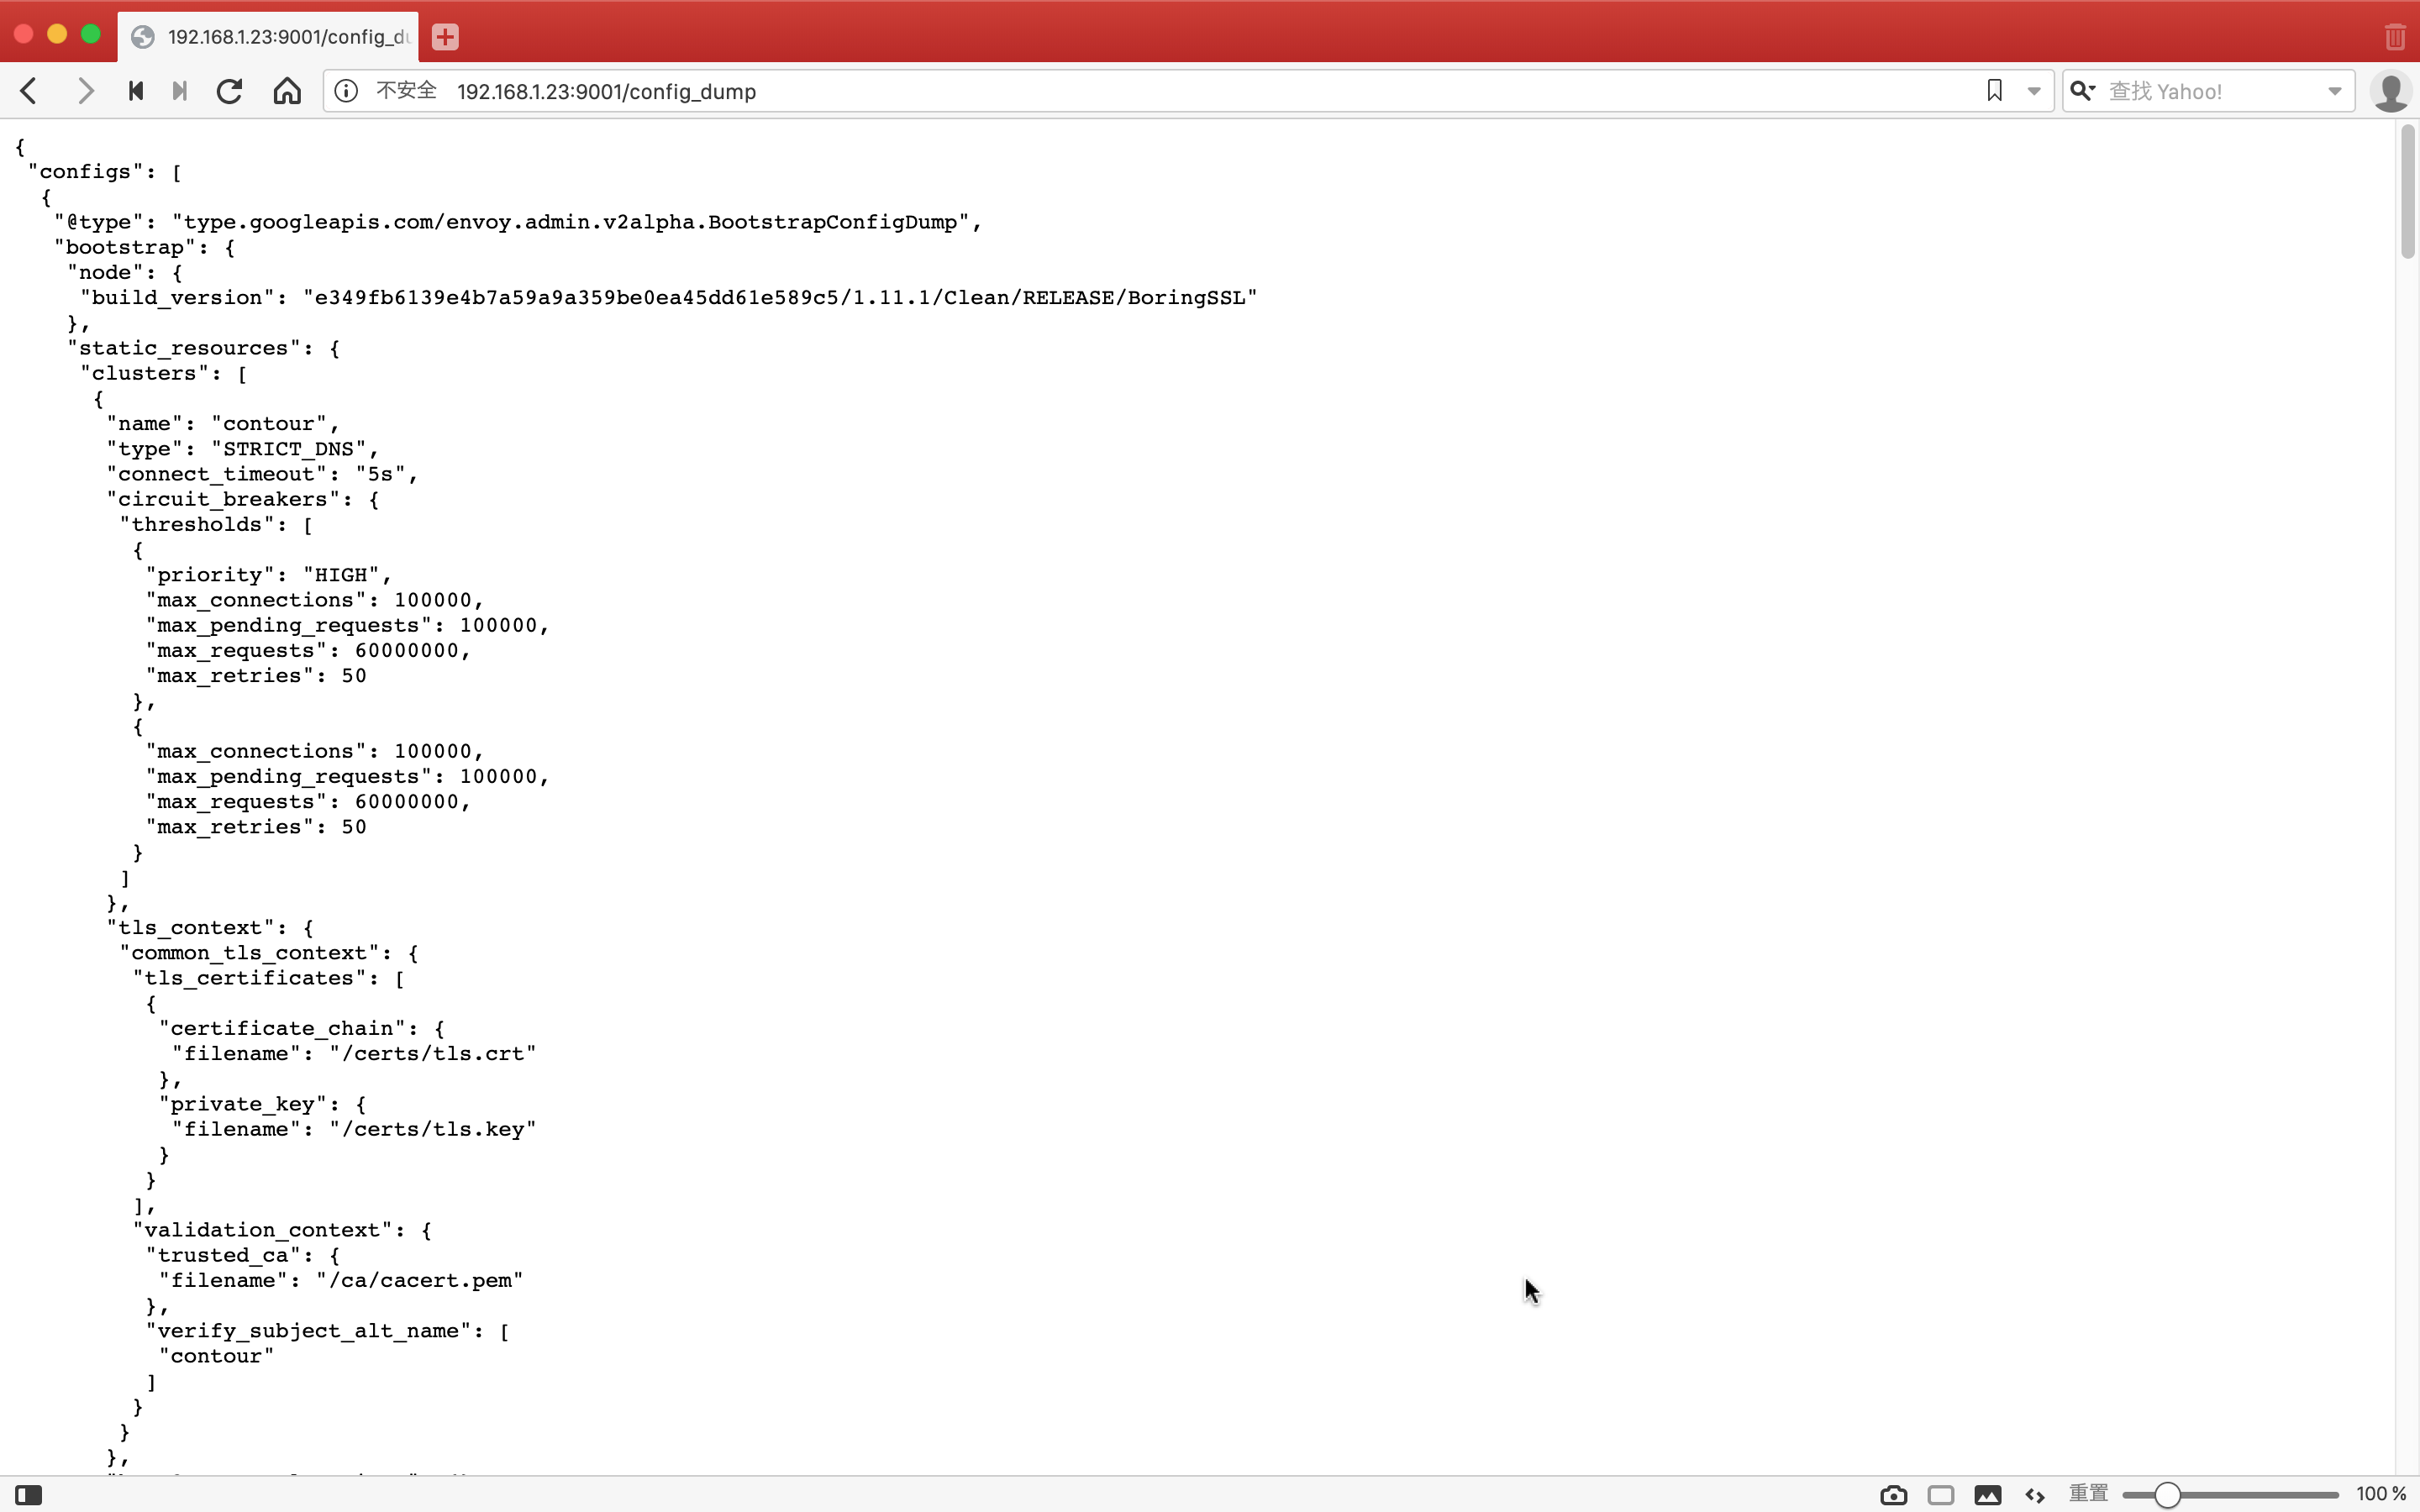 192.168.1.23:9001/config_du
不安全 192.168.1.23:9001/config_dump
查找 Yahoo!
{
"configs": [
{
"@type": "type.googleapis.com/envoy.admin.v2alpha.BootstrapConfigDump",
"bootstrap": {
"node": {
"build_version": "e349fb6139e4b7a59a9a359be0ea45dd61e589c5/1.11.1/Clean/RELEASE/BoringSSL"
},
"static_resources": {
"clusters": [
{
"name": "contour",
"type": "STRICT_DNS",
"connect_timeout": "5s",
"circuit_breakers": {
"thresholds": [
{
"priority": "HIGH",
"max_connections": 100000,
"max_pending_requests": 100000,
"max_requests": 60000000,
"max_retries": 50
},
{
"max_connections": 100000,
"max_pending_requests": 100000,
"max_requests": 60000000,
"max_retries": 50
}
]
},
"tls_context": {
"common_tls_context": {
"tls_certificates": [
{
"certificate_chain": {
"filename": "/certs/tls.crt"
},
"private_key": {
"filename": "/certs/tls.key"
}
}
],
"validation_context": {
"trusted_ca": {
"filename": "/ca/cacert.pem"
},
"verify_subject_alt_name": [
"contour"
]
}
}
},
重置 100 %